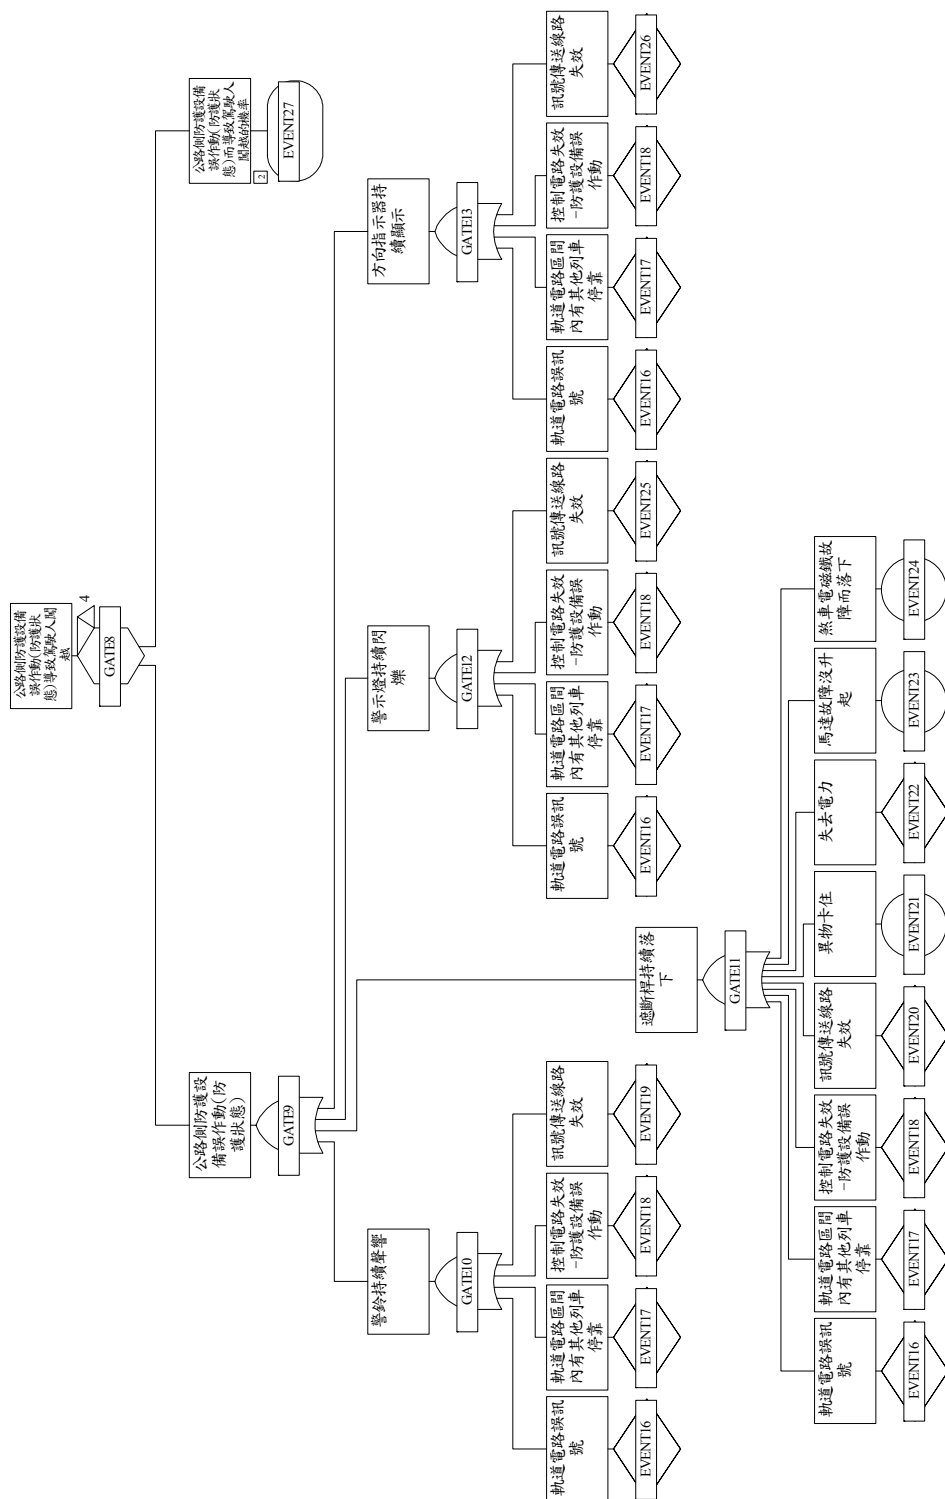 公路側防護設備
誤作動(防護狀
態)導致駕駛人闖
越
4
GATE8
公路側防護設
備誤作動(防
護狀態)
GATE9
公路側防護設備
誤作動(防護狀
態)而導致駕駛人
闖越的機率
2
EVENT27
警鈴持續聲響
GATE10
警示燈持續閃
爍
GATE12
方向指示器持
續顯示
GATE13
軌道電路誤訊
號
EVENT16
軌道電路區間
內有其他列車
停靠
EVENT17
控制電路失效
-防護設備誤
作動
EVENT18
訊號傳送線路
失效
EVENT19
軌道電路誤訊
號
EVENT16
軌道電路區間
內有其他列車
停靠
EVENT17
控制電路失效
-防護設備誤
作動
EVENT18
訊號傳送線路
失效
EVENT25
軌道電路誤訊
號
EVENT16
軌道電路區間
內有其他列車
停靠
EVENT17
控制電路失效
-防護設備誤
作動
EVENT18
訊號傳送線路
失效
EVENT26
遮斷桿持續落
下
GATE11
軌道電路誤訊
號
EVENT16
軌道電路區間
內有其他列車
停靠
EVENT17
控制電路失效
-防護設備誤
作動
EVENT18
訊號傳送線路
失效
EVENT20
異物卡住
EVENT21
失去電力
EVENT22
馬達故障沒升
起
EVENT23
煞車電磁鐵故
障而落下
EVENT24